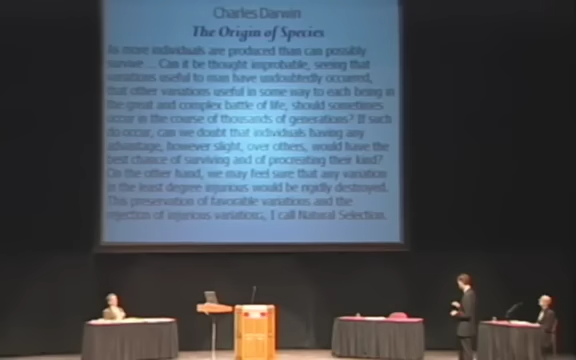 Charles Darwin
The Origin of Species
As more individuals are produced than can possibly
survive... Can it be thought improbable, seeing that
variations useful to man have undoubtedly occurred,
that other variations useful in some way to each being in
the great and complex battle of life, should sometimes
occur in the course of thousands of generations? If such
do occur, can we doubt that individuals having any
advantage, however slight, over others, would have the
best chance of surviving and of procreating their kind?
On the other hand, we may feel sure that any variation
in the least degree injurious would be rigidly destroyed.
This preservation of favorable variations and the
rejection of injurious variations, I call Natural Selection.